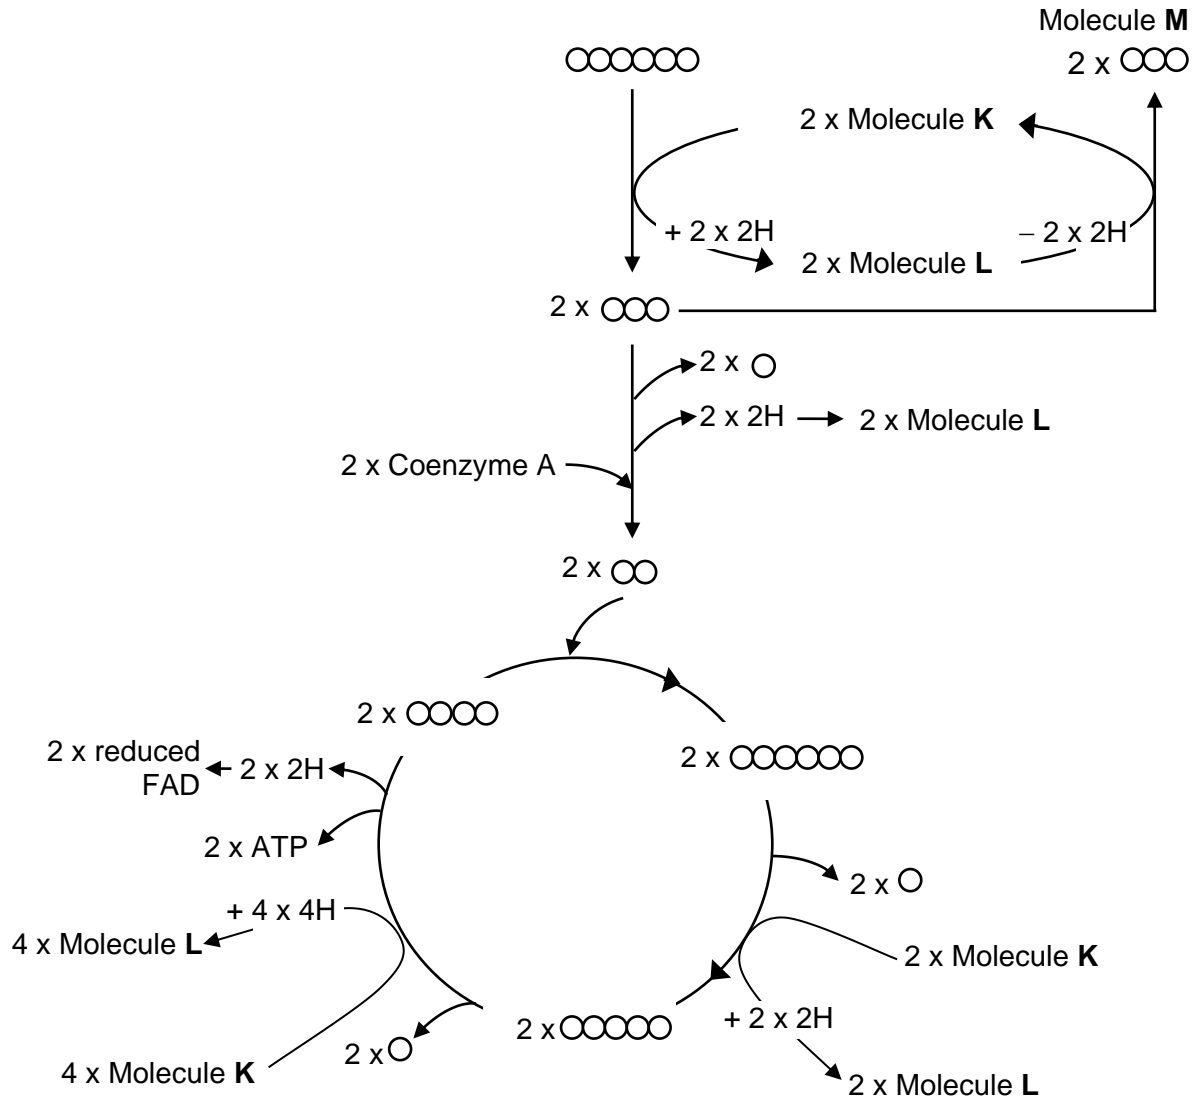 Molecule M
2 x
2 x Molecule K
+ 2 x 2H
– 2 x 2H
2 x Molecule L
2 x
2 x
2 x 2H
2 x Molecule L
2 x Coenzyme A
2 x
2 x
2 x
2 x reduced
FAD
2 x 2H
2 x ATP
2 x
+ 4 x 4H
4 x Molecule L
2 x Molecule K
2 x
+ 2 x 2H
2 x
4 x Molecule K
2 x Molecule L